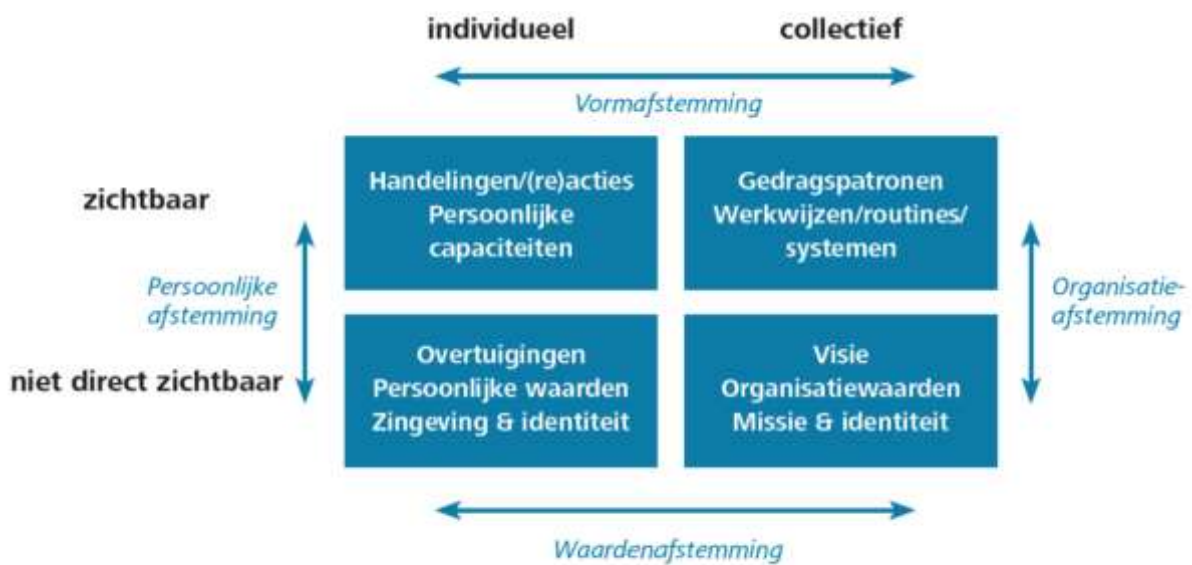 individueel
collectief
Vormafstemming
zichtbaar
Handelingen/(re)acties
Persoonlijke
capaciteiten
Gedragspatronen
Werkwijzen/routines/
systemen
Persoonlijke
afstemming
Organisatie-
afstemming
niet direct zichtbaar
Overtuigingen
Persoonlijke waarden
Zingeving & identiteit
Visie
Organisatiewaarden
Missie & identiteit
Waardenafstemming